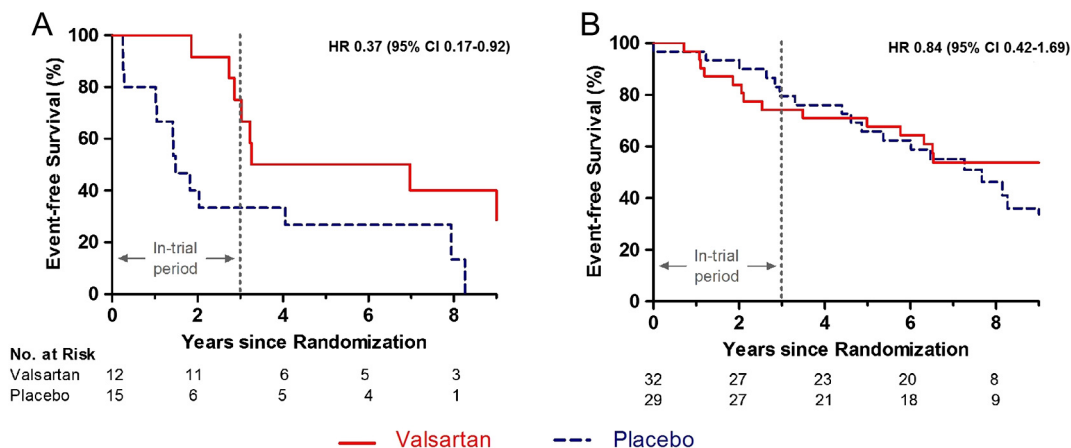 A
HR 0.37 (95% CI 0.17-0.92)
Event-free Survival (%)
100
80
60
40
20
0
In-trial
period
0 2 4 6 8
Years since Randomization
No. at Risk
Valsartan 12 11 6 5 3
Placebo 15 6 5 4 1
B
HR 0.84 (95% CI 0.42-1.69)
Event-free Survival (%)
100
80
60
40
20
0
In-trial
period
0 2 4 6 8
Years since Randomization
32 27 23 20 8
29 27 21 18 9
Valsartan Placebo